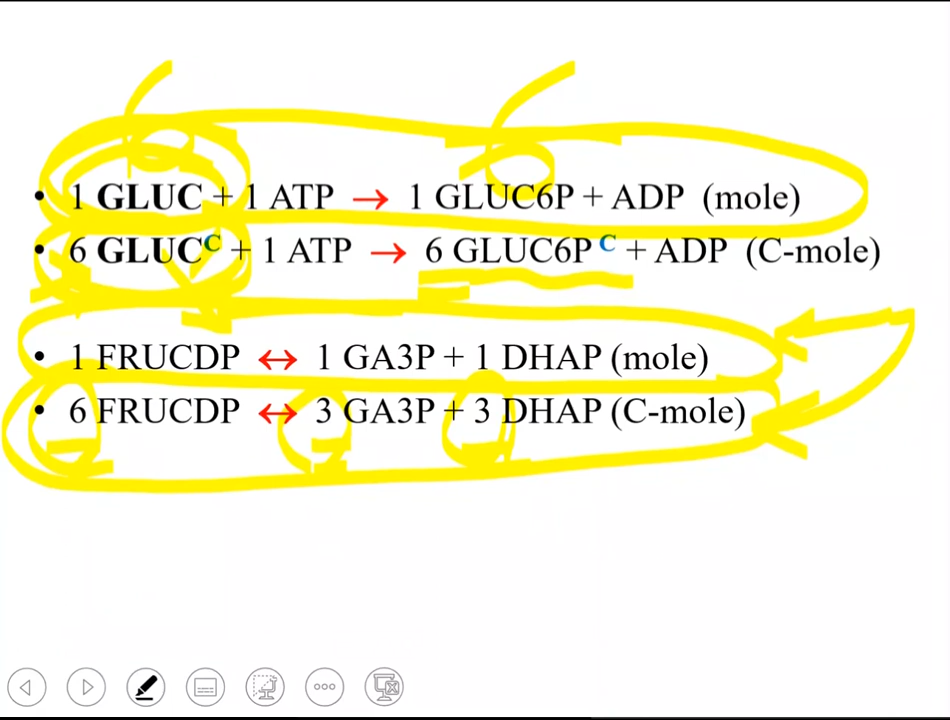 • 1 GLUC + 1 ATP → 1 GLUC6P + ADP (mole)
• 6 GLUCᶜ + 1 ATP → 6 GLUC6P ᶜ + ADP (C-mole)
• 1 FRUCDP ↔ 1 GA3P + 1 DHAP (mole)
• 6 FRUCDP ↔ 3 GA3P + 3 DHAP (C-mole)